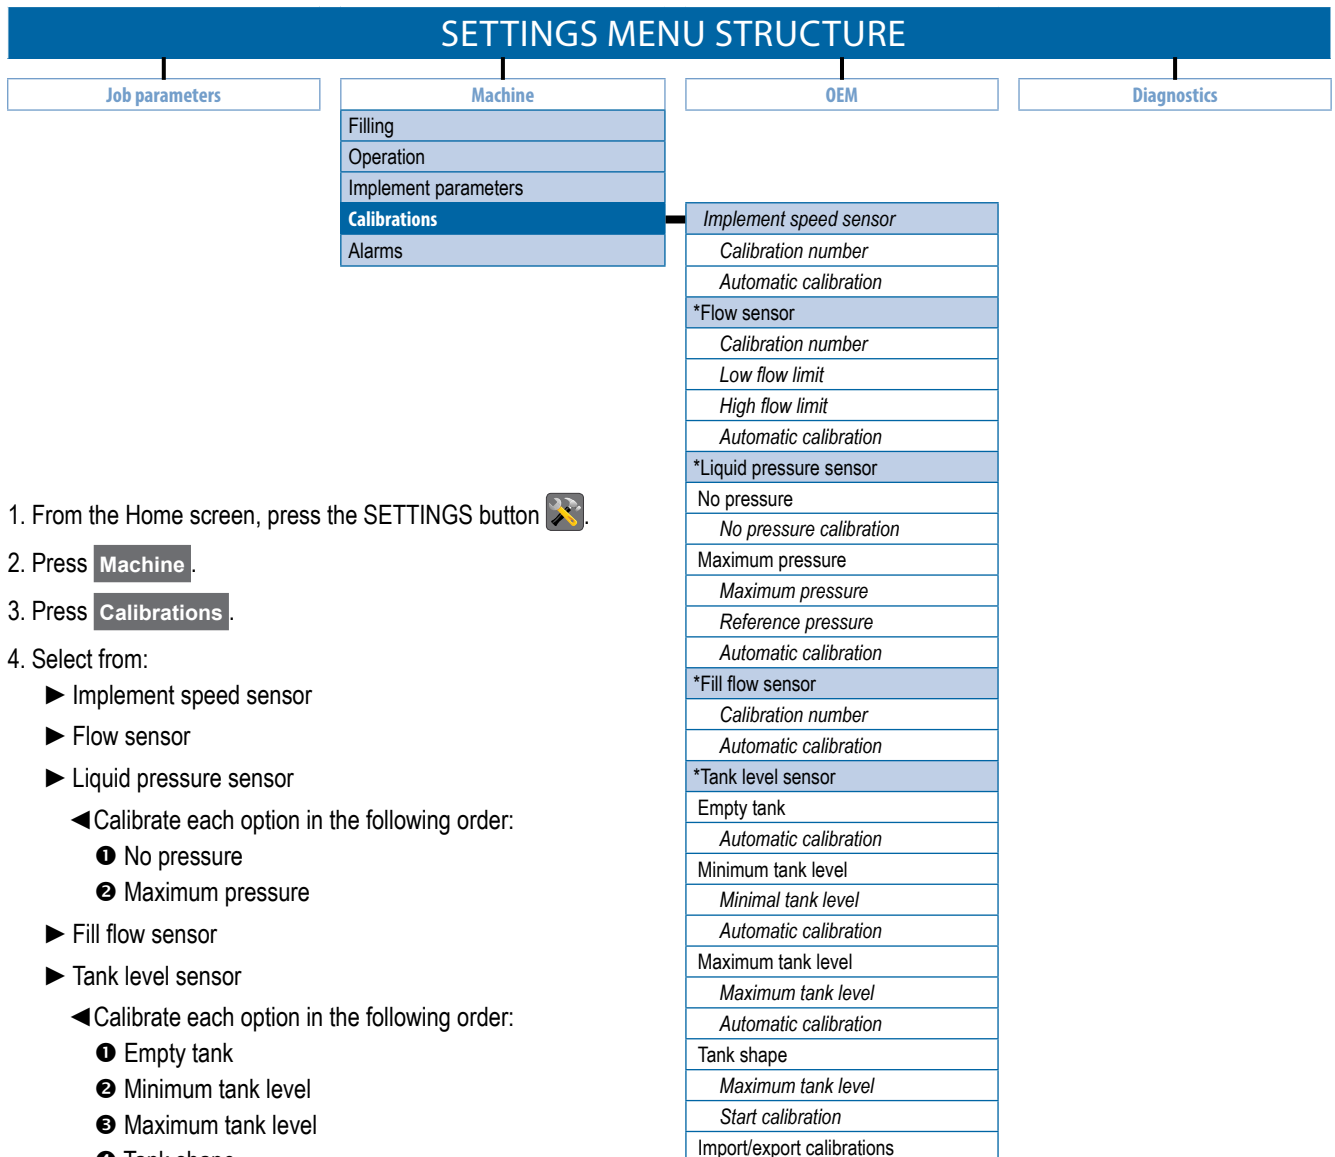 SETTINGS MENU STRUCTURE
Job parameters
Machine
OEM
Diagnostics
Filling
Operation
Implement parameters
Calibrations
Alarms
Implement speed sensor
Calibration number
Automatic calibration
*Flow sensor
Calibration number
Low flow limit
High flow limit
Automatic calibration
*Liquid pressure sensor
No pressure
No pressure calibration
Maximum pressure
Maximum pressure
Reference pressure
Automatic calibration
*Fill flow sensor
Calibration number
Automatic calibration
*Tank level sensor
Empty tank
Automatic calibration
Minimum tank level
Minimal tank level
Automatic calibration
Maximum tank level
Maximum tank level
Automatic calibration
Tank shape
Maximum tank level
Start calibration
Import/export calibrations
1. From the Home screen, press the SETTINGS button .
2. Press Machine .
3. Press Calibrations .
4. Select from:
►Implement speed sensor
►Flow sensor
►Liquid pressure sensor
◄Calibrate each option in the following order:
❶ No pressure
❷ Maximum pressure
►Fill flow sensor
►Tank level sensor
◄Calibrate each option in the following order:
❶ Empty tank
❷ Minimum tank level
❸ Maximum tank level
❹ Tank shape